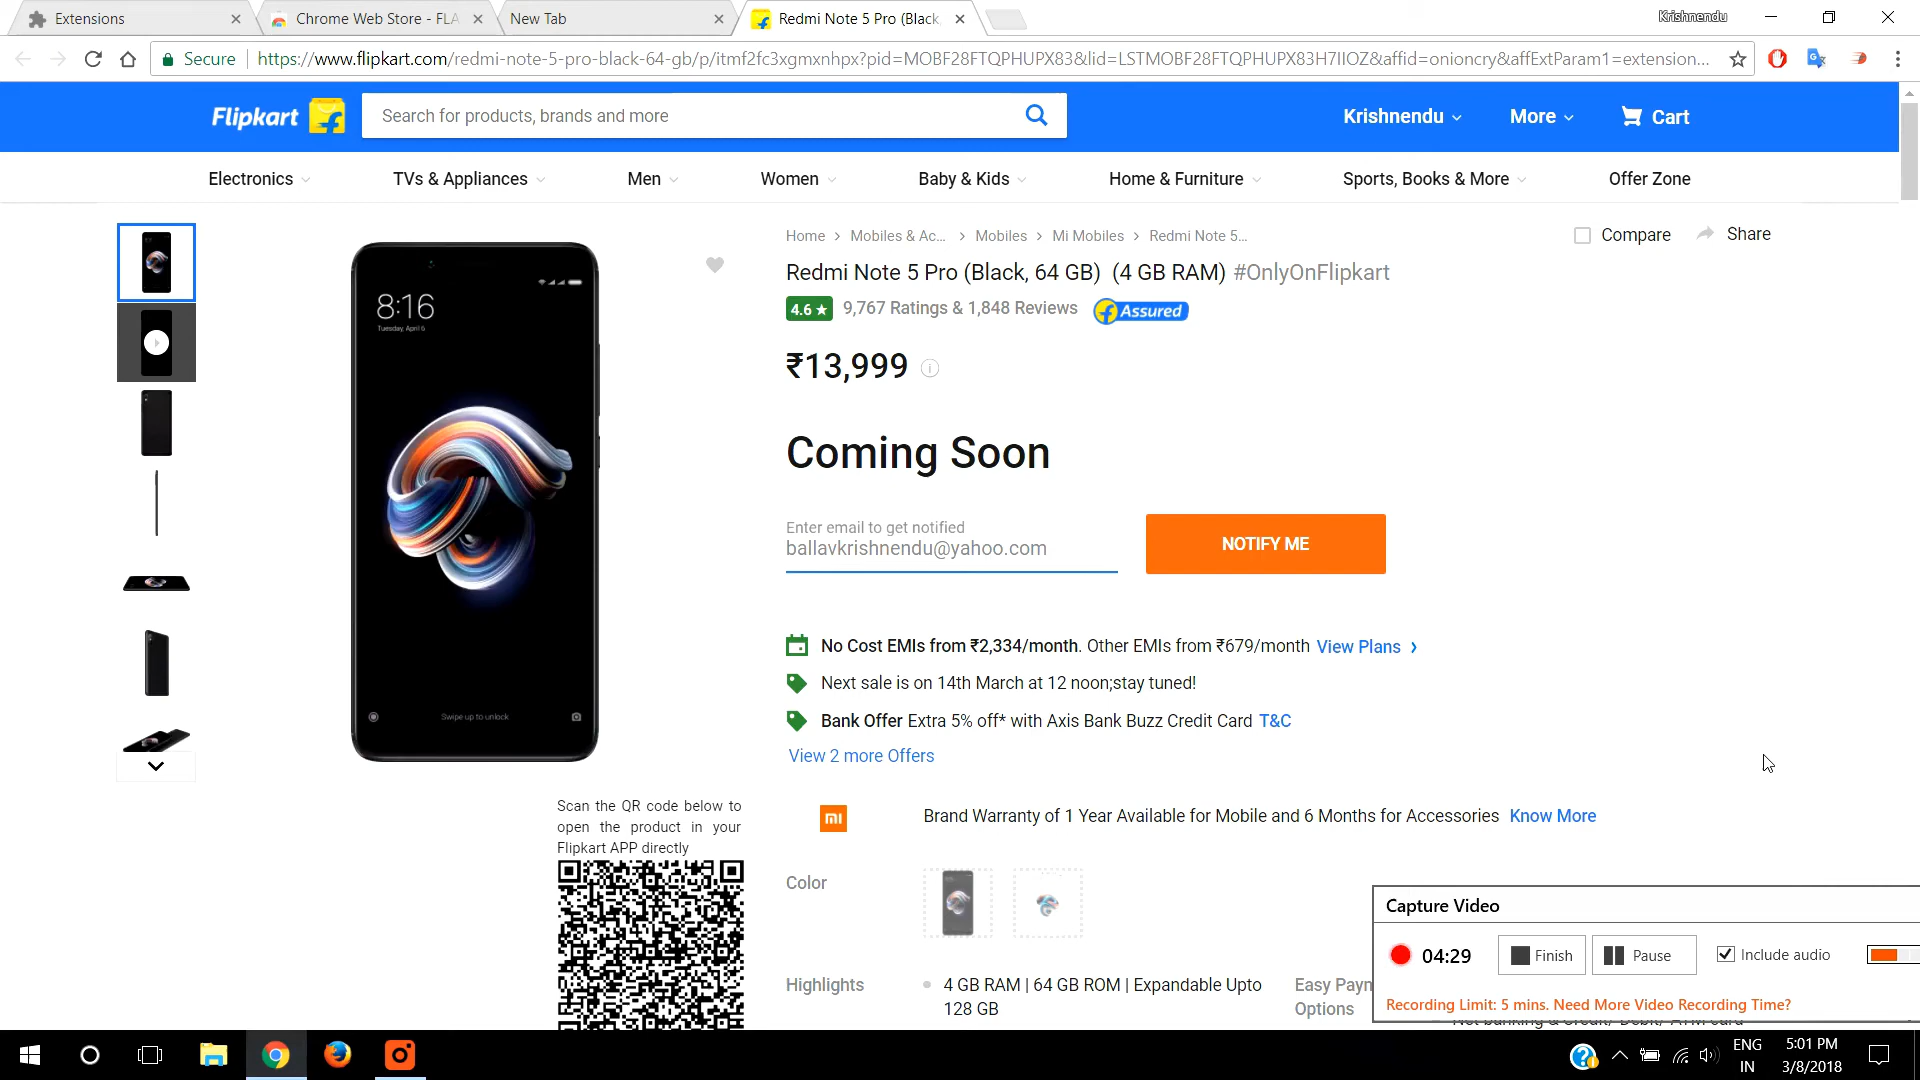 Extensions
Chrome Web Store - FLA
New Tab
Redmi Note 5 Pro (Black,
Krishnendu
Secure
https://www.flipkart.com/redmi-note-5-pro-black-64-gb/p/itmf2fc3xgmxnhpx?pid=MOBF28FTQPHUPX83&lid=LSTMOBF28FTQPHUPX83H7IIOZ&affid=onioncry&affExtParam1=extension...
Flipkart
Search for products, brands and more
Krishnendu
More
Cart
Electronics
TVs & Appliances
Men
Women
Baby & Kids
Home & Furniture
Sports, Books & More
Offer Zone
Home > Mobiles & Ac... > Mobiles > Mi Mobiles > Redmi Note 5...
Compare
Share
Redmi Note 5 Pro (Black, 64 GB) (4 GB RAM) #OnlyOnFlipkart
4.6 ★
9,767 Ratings & 1,848 Reviews
Assured
₹13,999
8:16
Tuesday, April 6
Swipe up to unlock
Coming Soon
Enter email to get notified
ballavkrishnendu@yahoo.com
NOTIFY ME
No Cost EMIs from ₹2,334/month. Other EMIs from ₹679/month View Plans >
Next sale is on 14th March at 12 noon;stay tuned!
Bank Offer Extra 5% off* with Axis Bank Buzz Credit Card T&C
View 2 more Offers
Scan the QR code below to
open the product in your
Flipkart APP directly
mi
Brand Warranty of 1 Year Available for Mobile and 6 Months for Accessories Know More
Color
Highlights
4 GB RAM | 64 GB ROM | Expandable Upto
128 GB
Easy Paym
Options
Capture Video
04:29
Finish
Pause
Include audio
Recording Limit: 5 mins. Need More Video Recording Time?
ENG
IN
5:01 PM
3/8/2018